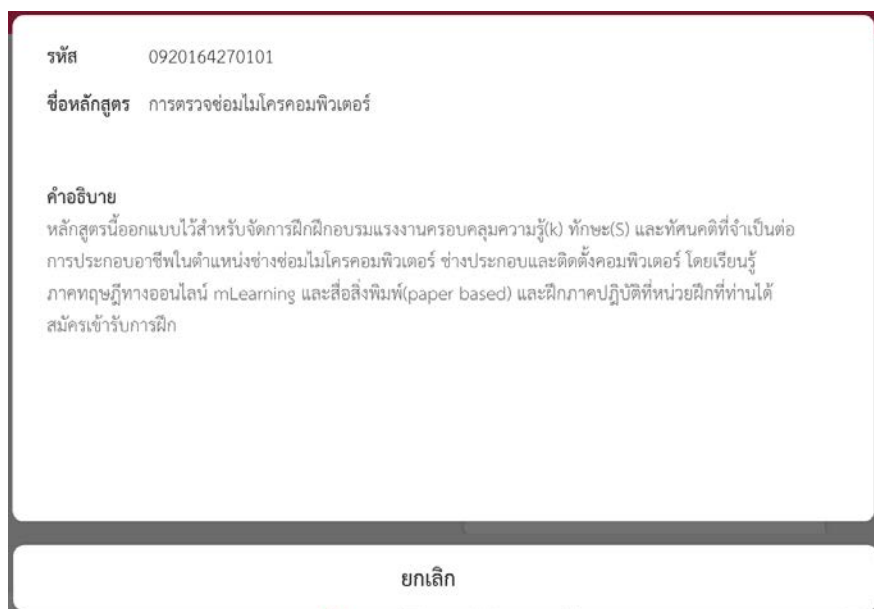 รหัส 0920164270101
ชื่อหลักสูตร การตรวจซ่อมไมโครคอมพิวเตอร์
คำอธิบาย
หลักสูตรนี้ออกแบบไว้สำหรับจัดการฝึกฝึกอบรมแรงงานครอบคลุมความรู้(k) ทักษะ(S) และทัศนคติที่จำเป็นต่อ
การประกอบอาชีพในตำแหน่งช่างซ่อมไมโครคอมพิวเตอร์ ช่างประกอบและติดตั้งคอมพิวเตอร์ โดยเรียนรู้
ภาคทฤษฎีทางออนไลน์ mLearning และสื่อสิ่งพิมพ์(paper based) และฝึกภาคปฎิบัติที่หน่วยฝึกที่ท่านได้
สมัครเข้ารับการฝึก
ยกเลิก